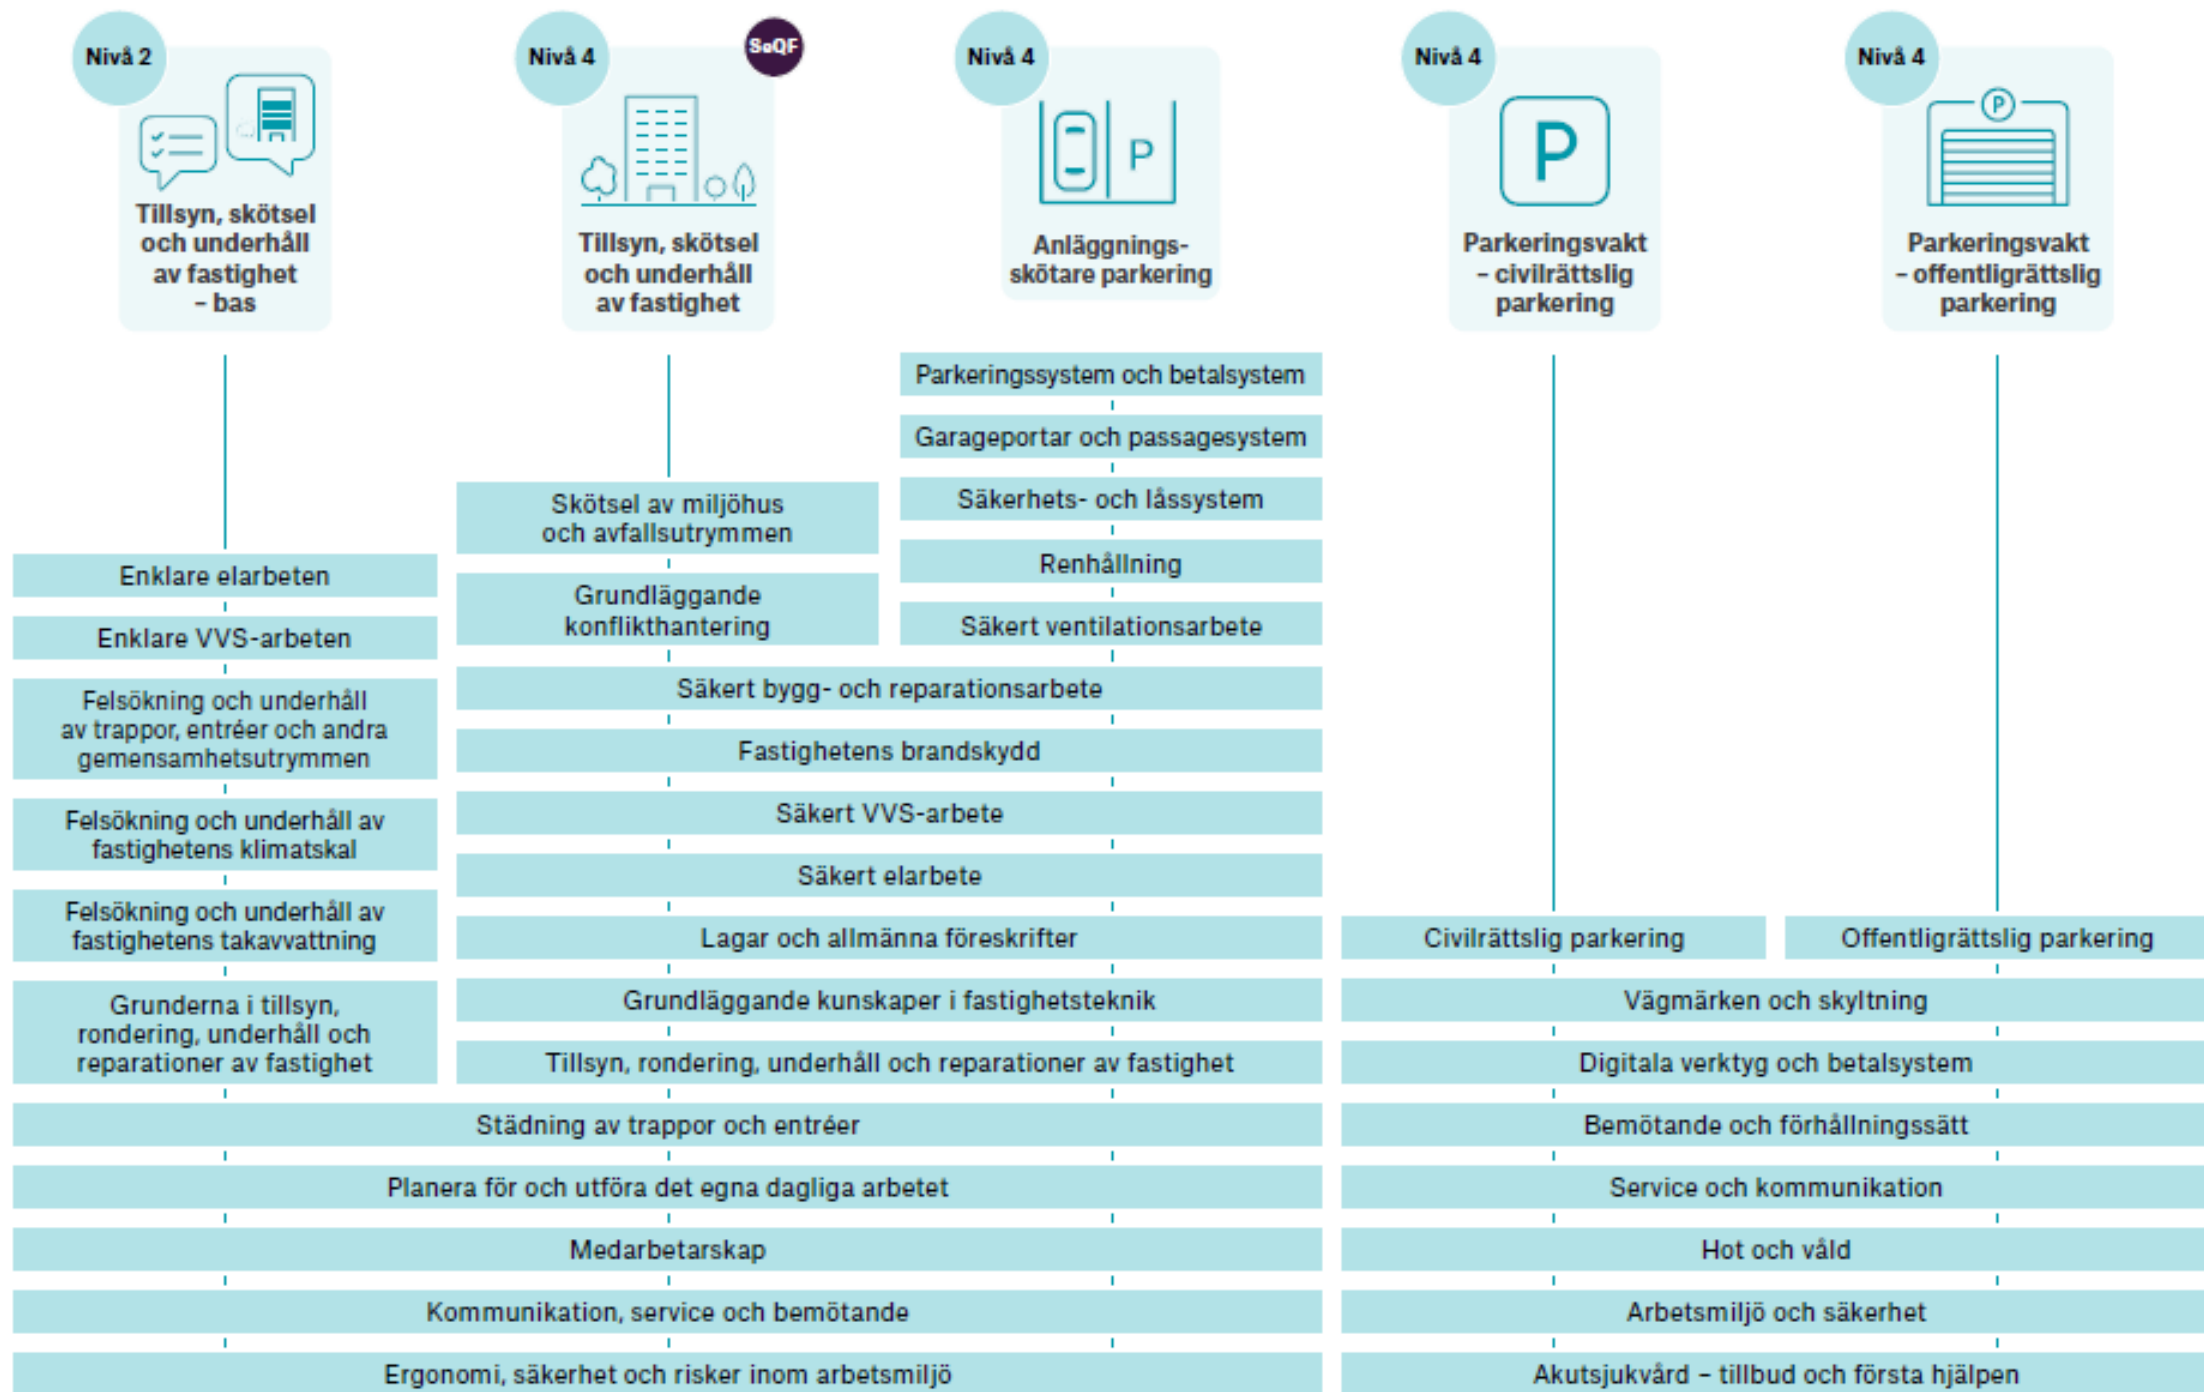 Nivå 2
Tillsyn, skötsel
och underhåll
av fastighet
– bas
Nivå 4
SeQF
Tillsyn, skötsel
och underhåll
av fastighet
Nivå 4
P
Anläggnings-
skötare parkering
Nivå 4
P
Parkeringsvakt
– civilrättslig
parkering
Nivå 4
P
Parkeringsvakt
– offentligrättslig
parkering
Enklare elarbeten
Enklare VVS-arbeten
Felsökning och underhåll
av trappor, entréer och andra
gemensamhetsutrymmen
Felsökning och underhåll av
fastighetens klimatskal
Felsökning och underhåll av
fastighetens takavvattning
Grunderna i tillsyn,
rondering, underhåll och
reparationer av fastighet
Skötsel av miljöhus
och avfallsutrymmen
Grundläggande
konflikthantering
Parkeringssystem och betalsystem
Garageportar och passagesystem
Säkerhets- och låssystem
Renhållning
Säkert ventilationsarbete
Säkert bygg- och reparationsarbete
Fastighetens brandskydd
Säkert VVS-arbete
Säkert elarbete
Lagar och allmänna föreskrifter
Grundläggande kunskaper i fastighetsteknik
Tillsyn, rondering, underhåll och reparationer av fastighet
Städning av trappor och entréer
Planera för och utföra det egna dagliga arbetet
Medarbetarskap
Kommunikation, service och bemötande
Ergonomi, säkerhet och risker inom arbetsmiljö
Civilrättslig parkering
Offentligrättslig parkering
Vägmärken och skyltning
Digitala verktyg och betalsystem
Bemötande och förhållningssätt
Service och kommunikation
Hot och våld
Arbetsmiljö och säkerhet
Akutsjukvård – tillbud och första hjälpen